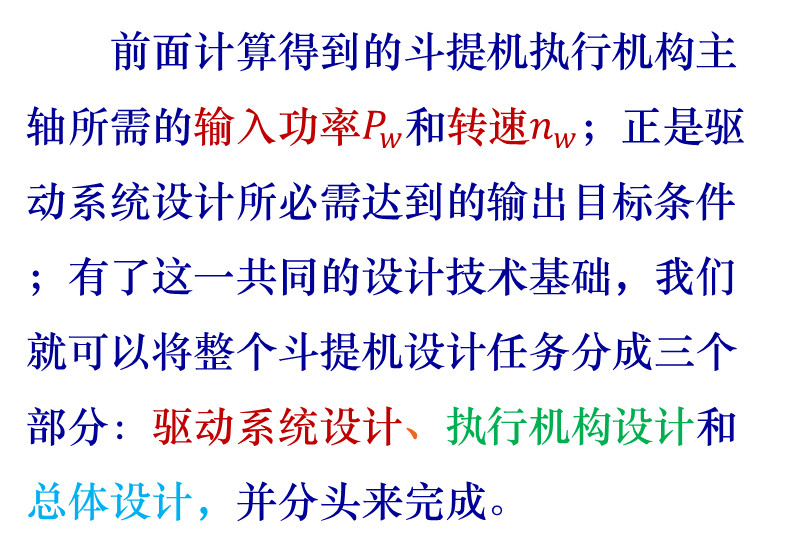 前面计算得到的斗提机执行机构主
轴所需的输入功率P_w和转速n_w；正是驱
动系统设计所必需达到的输出目标条件
；有了这一共同的设计技术基础，我们
就可以将整个斗提机设计任务分成三个
部分：驱动系统设计、执行机构设计和
总体设计，并分头来完成。